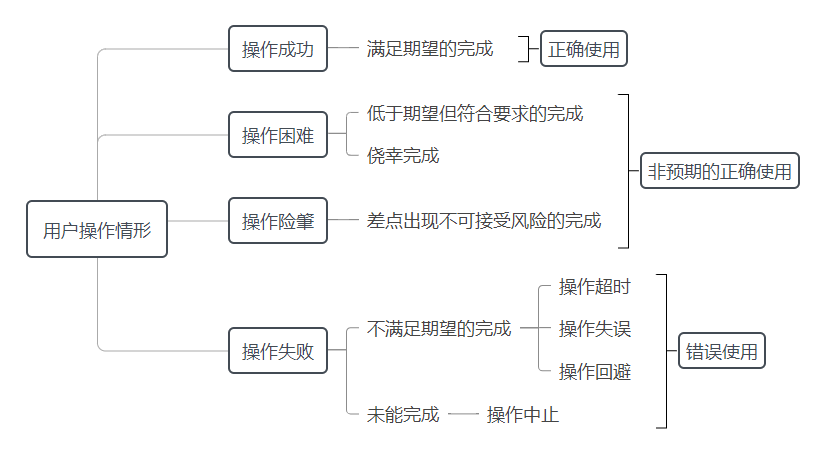 用户操作情形
操作成功
满足期望的完成
正确使用
操作困难
低于期望但符合要求的完成
侥幸完成
操作险肇
差点出现不可接受风险的完成
非预期的正确使用
操作失败
不满足期望的完成
操作超时
操作失误
操作回避
未能完成
操作中止
错误使用